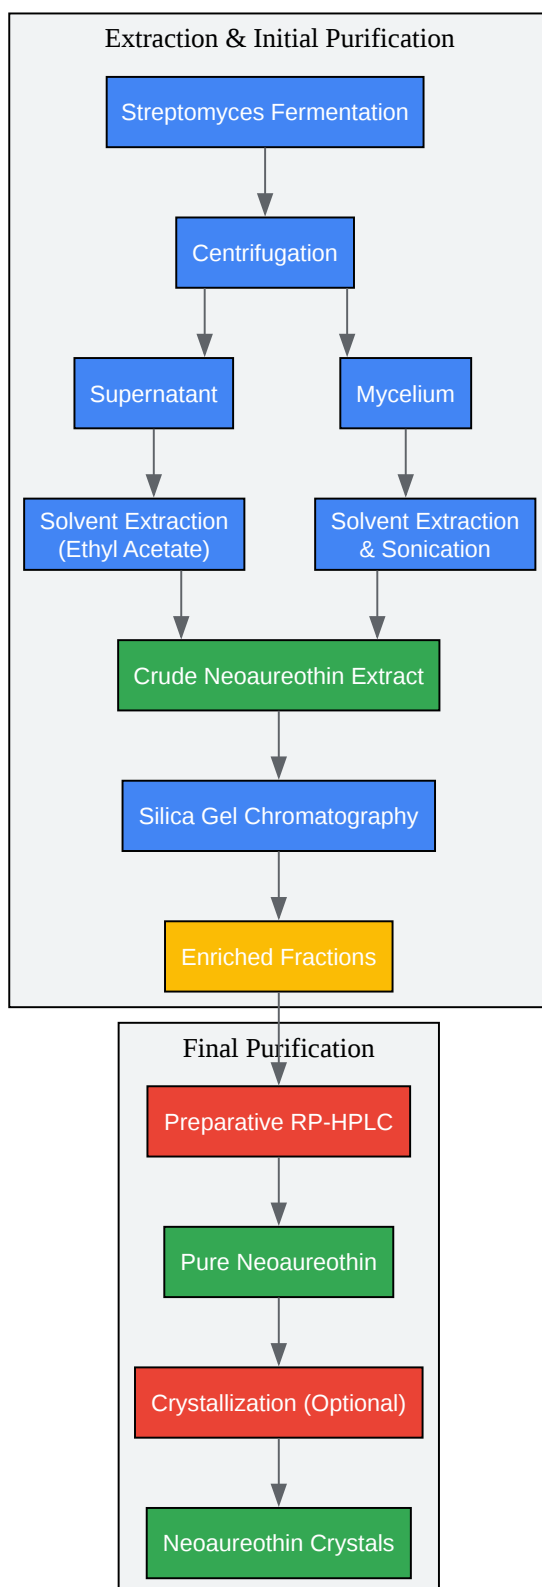 Extraction & Initial Purification
Streptomyces Fermentation
Centrifugation
Supernatant
Mycelium
Solvent Extraction
(Ethyl Acetate)
Solvent Extraction
& Sonication
Crude Neoaureothin Extract
Silica Gel Chromatography
Enriched Fractions
Final Purification
Preparative RP-HPLC
Pure Neoaureothin
Crystallization (Optional)
Neoaureothin Crystals